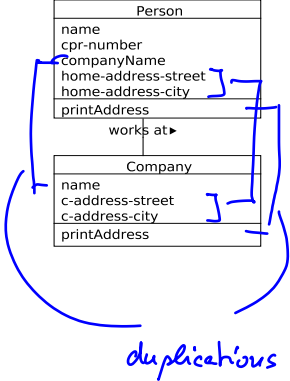 Person
name
cpr-number
companyName
home-address-street
home-address-city
printAddress
works at ▸
Company
name
c-address-street
c-address-city
printAddress
duplications